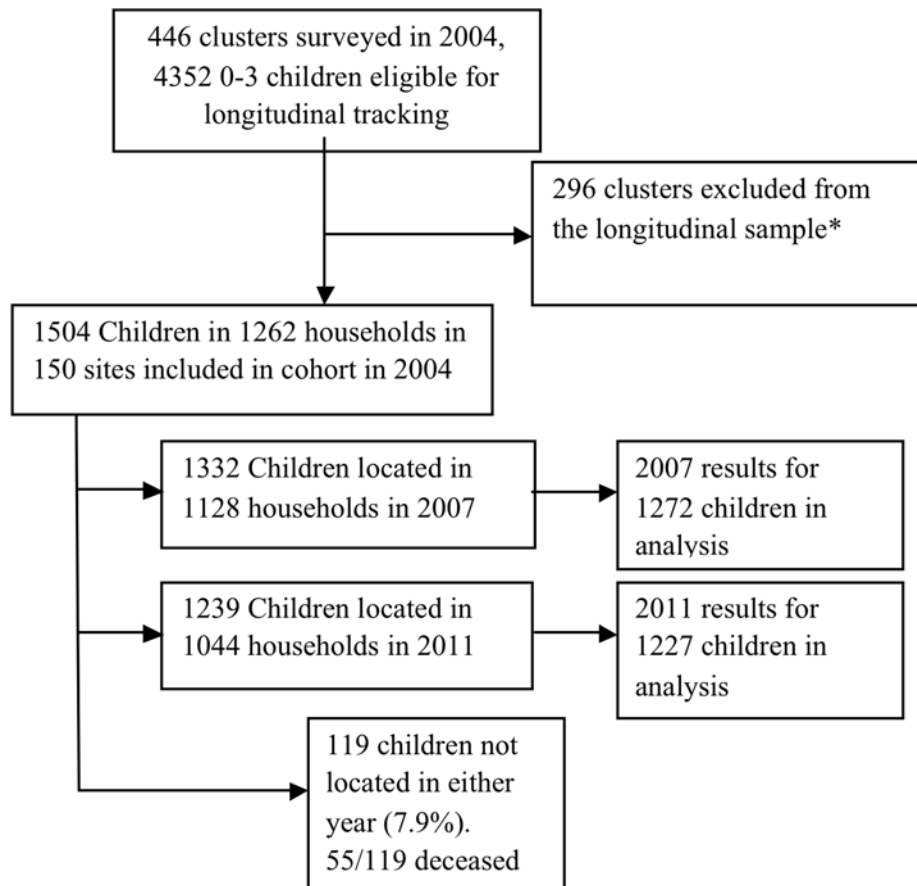 446 clusters surveyed in 2004,
4352 0-3 children eligible for
longitudinal tracking
296 clusters excluded from
the longitudinal sample*
1504 Children in 1262 households in
150 sites included in cohort in 2004
1332 Children located in
1128 households in 2007
2007 results for
1272 children in
analysis
1239 Children located in
1044 households in 2011
2011 results for
1227 children in
analysis
119 children not
located in either
year (7.9%).
55/119 deceased